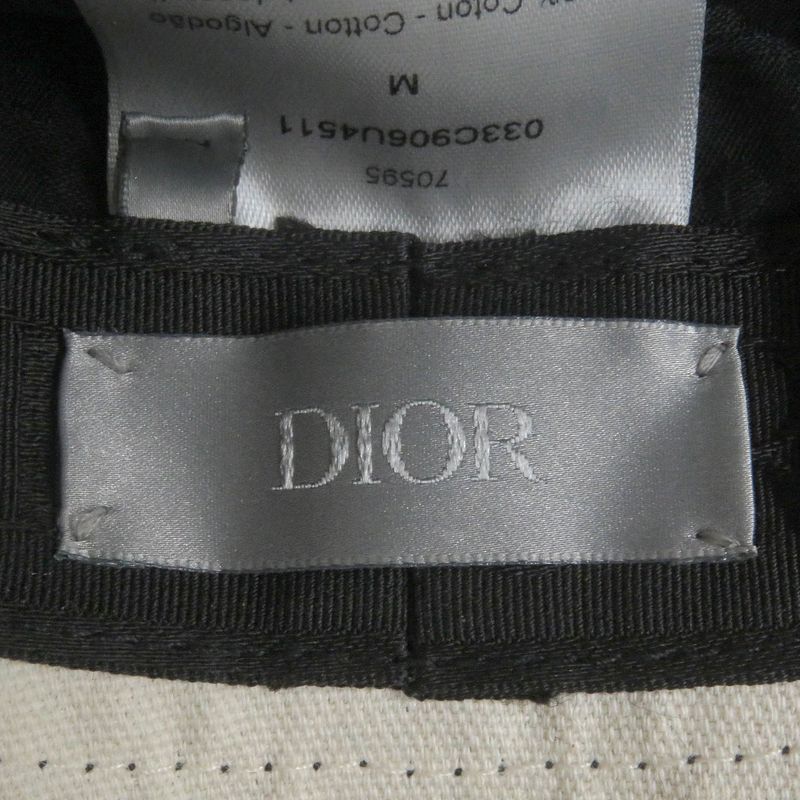 Coton - Cotton - Algodão
M
033C906U4511
70595
DIOR